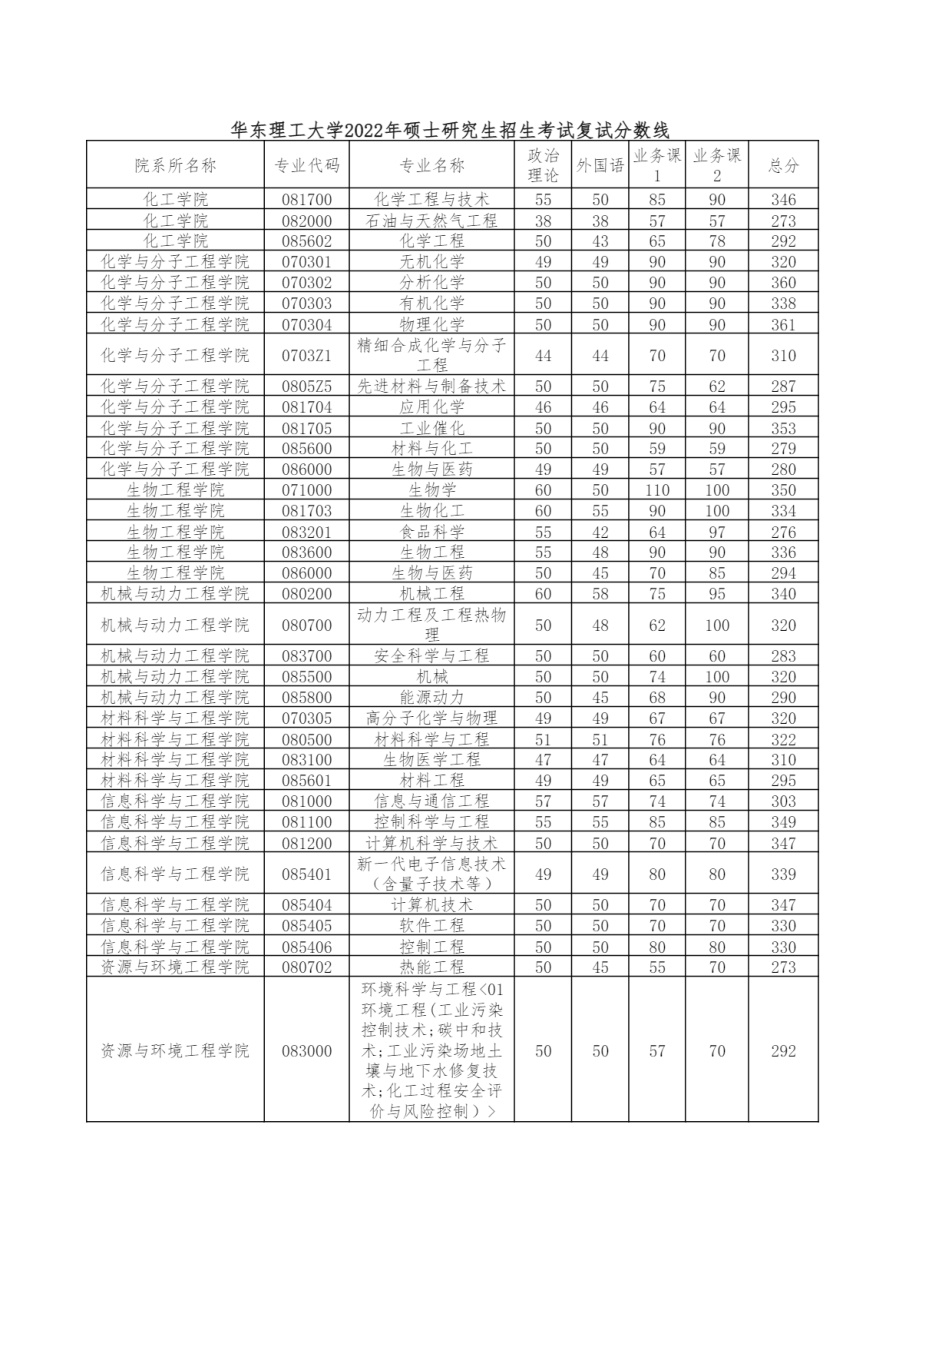 华东理工大学2022年硕士研究生招生考试复试分数线
院系所名称 专业代码 专业名称 政治理论 外国语 业务课1 业务课2 总分
化工学院 081700 化学工程与技术 55 50 85 90 346
化工学院 082000 石油与天然气工程 38 38 57 57 273
化工学院 085602 化学工程 50 43 65 78 292
化学与分子工程学院 070301 无机化学 49 49 90 90 320
化学与分子工程学院 070302 分析化学 50 50 90 90 360
化学与分子工程学院 070303 有机化学 50 50 90 90 338
化学与分子工程学院 070304 物理化学 50 50 90 90 361
化学与分子工程学院 0703Z1 精细合成化学与分子工程 44 44 70 70 310
化学与分子工程学院 0805Z5 先进材料与制备技术 50 50 75 62 287
化学与分子工程学院 081704 应用化学 46 46 64 64 295
化学与分子工程学院 081705 工业催化 50 50 90 90 353
化学与分子工程学院 085600 材料与化工 50 50 59 59 279
化学与分子工程学院 086000 生物与医药 49 49 57 57 280
生物工程学院 071000 生物学 60 50 110 100 350
生物工程学院 081703 生物化工 60 55 90 100 334
生物工程学院 083201 食品科学 55 42 64 97 276
生物工程学院 083600 生物工程 55 48 90 90 336
生物工程学院 086000 生物与医药 50 45 70 85 294
机械与动力工程学院 080200 机械工程 60 58 75 95 340
机械与动力工程学院 080700 动力工程及工程热物理 50 48 62 100 320
机械与动力工程学院 083700 安全科学与工程 50 50 60 60 283
机械与动力工程学院 085500 机械 50 50 74 100 320
机械与动力工程学院 085800 能源动力 50 45 68 90 290
材料科学与工程学院 070305 高分子化学与物理 49 49 67 67 320
材料科学与工程学院 080500 材料科学与工程 51 51 76 76 322
材料科学与工程学院 083100 生物医学工程 47 47 64 64 310
材料科学与工程学院 085601 材料工程 49 49 65 65 295
信息科学与工程学院 081000 信息与通信工程 57 57 74 74 303
信息科学与工程学院 081100 控制科学与工程 55 55 85 85 349
信息科学与工程学院 081200 计算机科学与技术 50 50 70 70 347
信息科学与工程学院 085401 新一代电子信息技术（含量子技术等） 49 49 80 80 339
信息科学与工程学院 085404 计算机技术 50 50 70 70 347
信息科学与工程学院 085405 软件工程 50 50 70 70 330
信息科学与工程学院 085406 控制工程 50 50 80 80 330
资源与环境工程学院 080702 热能工程 50 45 55 70 273
资源与环境工程学院 083000 环境科学与工程<01环境工程(工业污染控制技术;碳中和技术;工业污染场地土壤与地下水修复技术;化工过程安全评价与风险控制)> 50 50 57 70 292